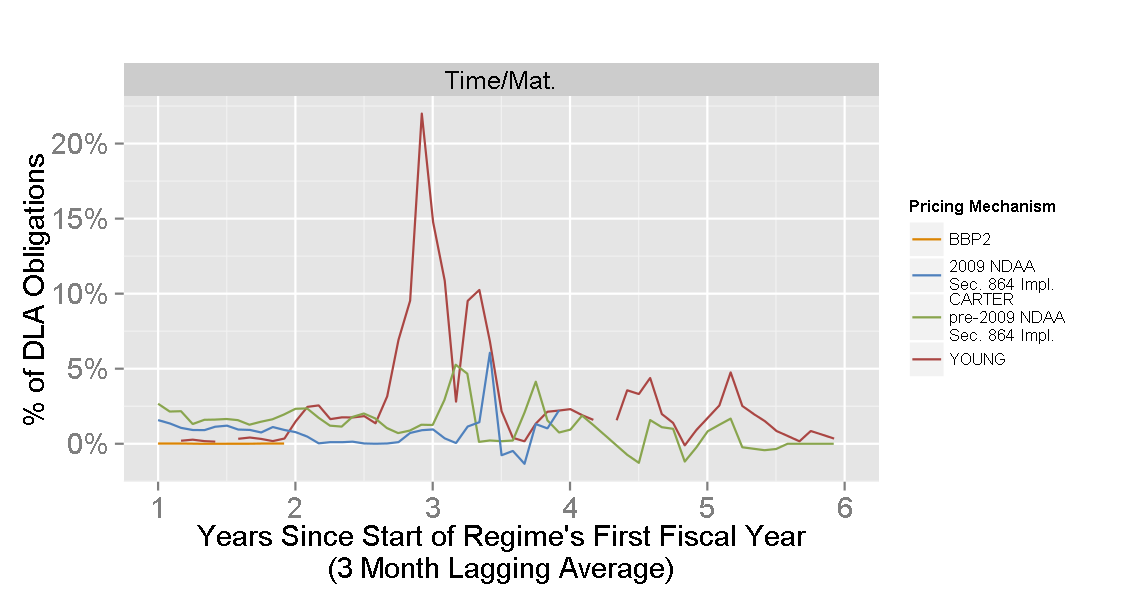 Time/Mat.
20%
15%
10%
5%
0%
% of DLA Obligations
1 2 3 4 5 6
Years Since Start of Regime's First Fiscal Year
(3 Month Lagging Average)
Pricing Mechanism
BBP2
2009 NDAA
Sec. 864 Impl.
CARTER
pre-2009 NDAA
Sec. 864 Impl.
YOUNG